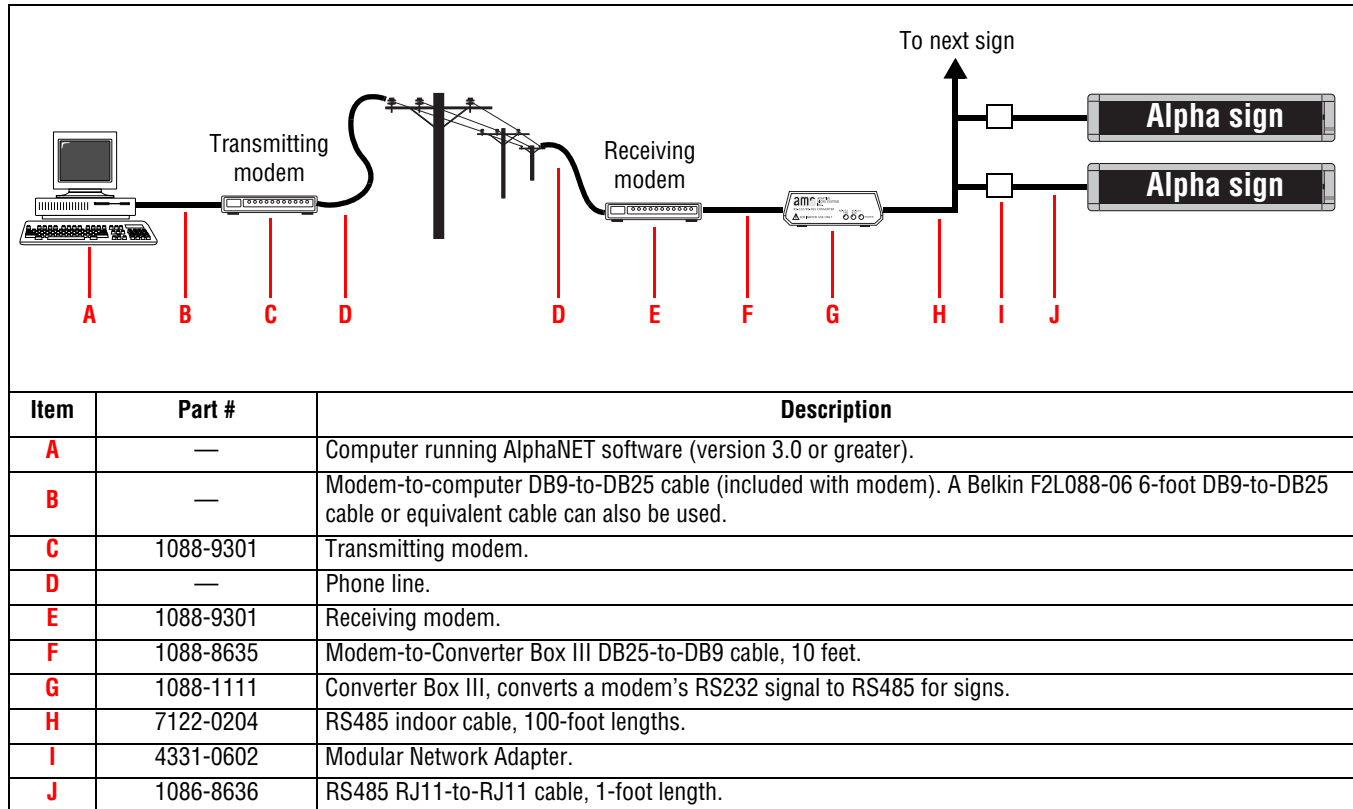 To next sign
Alpha sign
Transmitting
modem
Receiving
modem
Alpha sign
A
B
C
D
D
E
F
G
H
I
J
Item Part # Description
A — Computer running AlphaNET software (version 3.0 or greater).
B — Modem-to-computer DB9-to-DB25 cable (included with modem). A Belkin F2L088-06 6-foot DB9-to-DB25
cable or equivalent cable can also be used.
C 1088-9301 Transmitting modem.
D — Phone line.
E 1088-9301 Receiving modem.
F 1088-8635 Modem-to-Converter Box III DB25-to-DB9 cable, 10 feet.
G 1088-1111 Converter Box III, converts a modem’s RS232 signal to RS485 for signs.
H 7122-0204 RS485 indoor cable, 100-foot lengths.
I 4331-0602 Modular Network Adapter.
J 1086-8636 RS485 RJ11-to-RJ11 cable, 1-foot length.